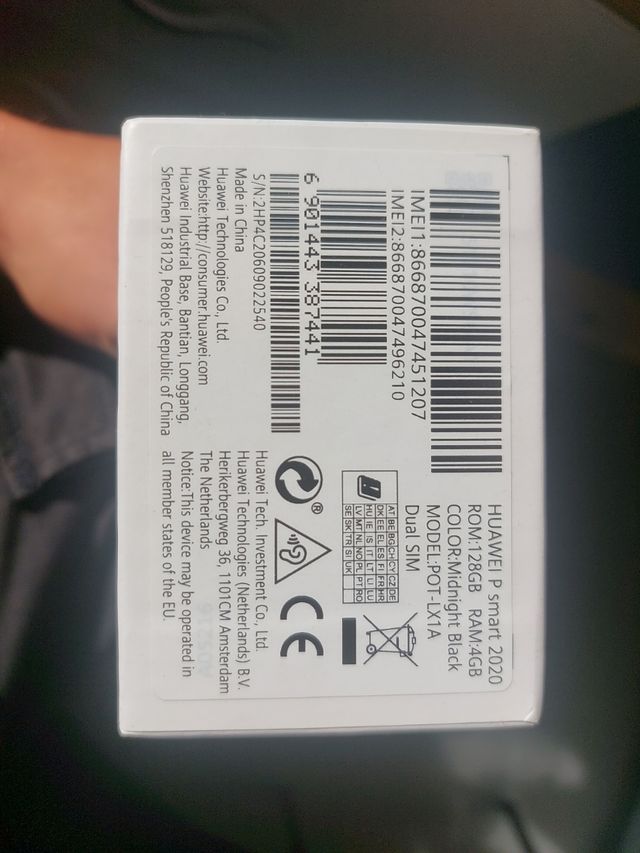 HUAWEI P smart 2020
ROM:128GB RAM:4GB
COLOR:Midnight Black
MODEL:POT-LX1A
Dual SIM
IMEI1:866870047451207
IMEI2:866870047496210
6 901443 387441
S/N:2HP4C20609022540
AT BE BG CH CY CZ DE
DK EE EL ES FI FR HR
HU IE IS IT LT LI LU
LV MT NL NO PL PT RO
SE SK TR SI UK
®
CE
Made in China
Huawei Technologies Co., Ltd.
Website:http://consumer.huawei.com
Huawei Industrial Base, Bantian, Longgang,
Shenzhen 518129, People's Republic of China
Huawei Tech. Investment Co., Ltd.
Huawei Technologies (Netherlands) B.V.
Herikerbergweg 36, 1101CM Amsterdam
The Netherlands
Notice:This device may be operated in
all member states of the EU.